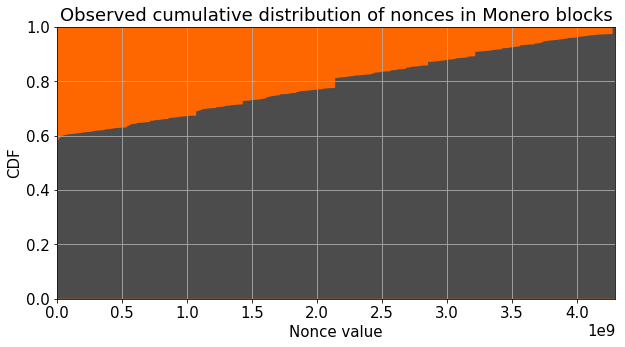 Observed cumulative distribution of nonces in Monero blocks
1.0
0.8
0.6
0.4
0.2
0.0
CDF
0.0 0.5 1.0 1.5 2.0 2.5 3.0 3.5 4.0
1e9
Nonce value